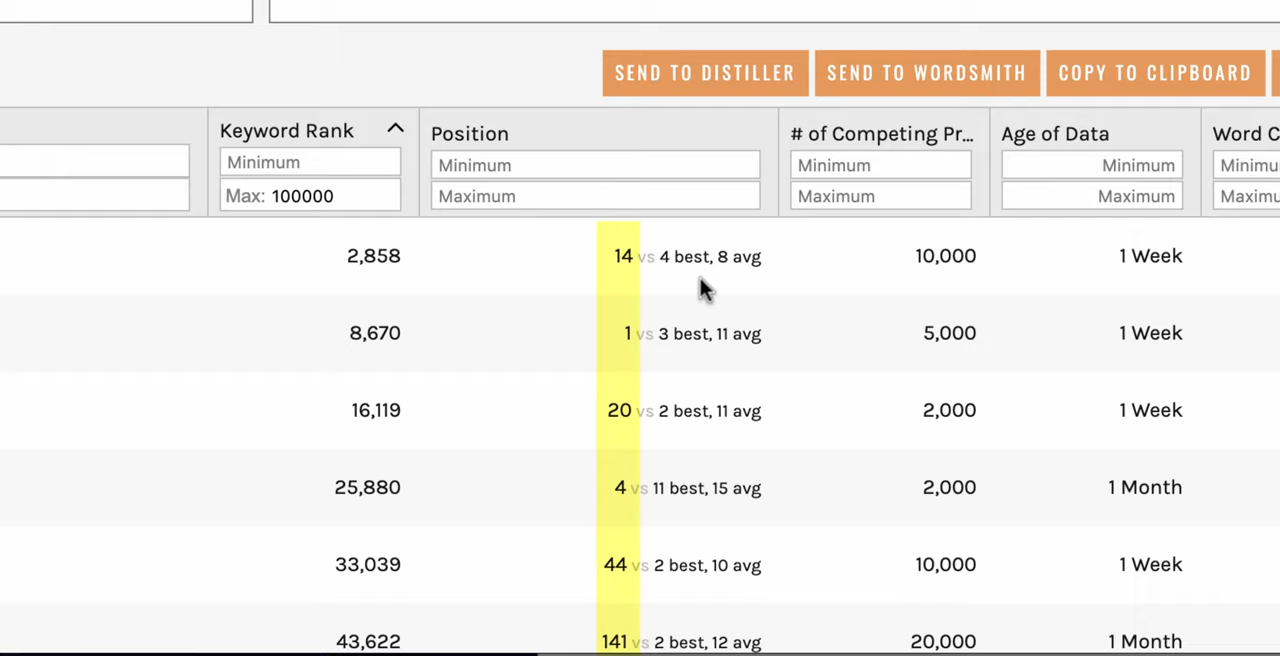 SEND TO DISTILLER SEND TO WORDSMITH COPY TO CLIPBOARD
Keyword Rank Position # of Competing Pr... Age of Data Word C
Minimum Minimum Minimum Minimum Minimu
Max: 100000 Maximum Maximum Maximum Maximu
2,858 14 vs 4 best, 8 avg 10,000 1 Week
8,670 1 vs 3 best, 11 avg 5,000 1 Week
16,119 20 vs 2 best, 11 avg 2,000 1 Week
25,880 4 vs 11 best, 15 avg 2,000 1 Month
33,039 44 vs 2 best, 10 avg 10,000 1 Week
43,622 141 vs 2 best, 12 avg 20,000 1 Month